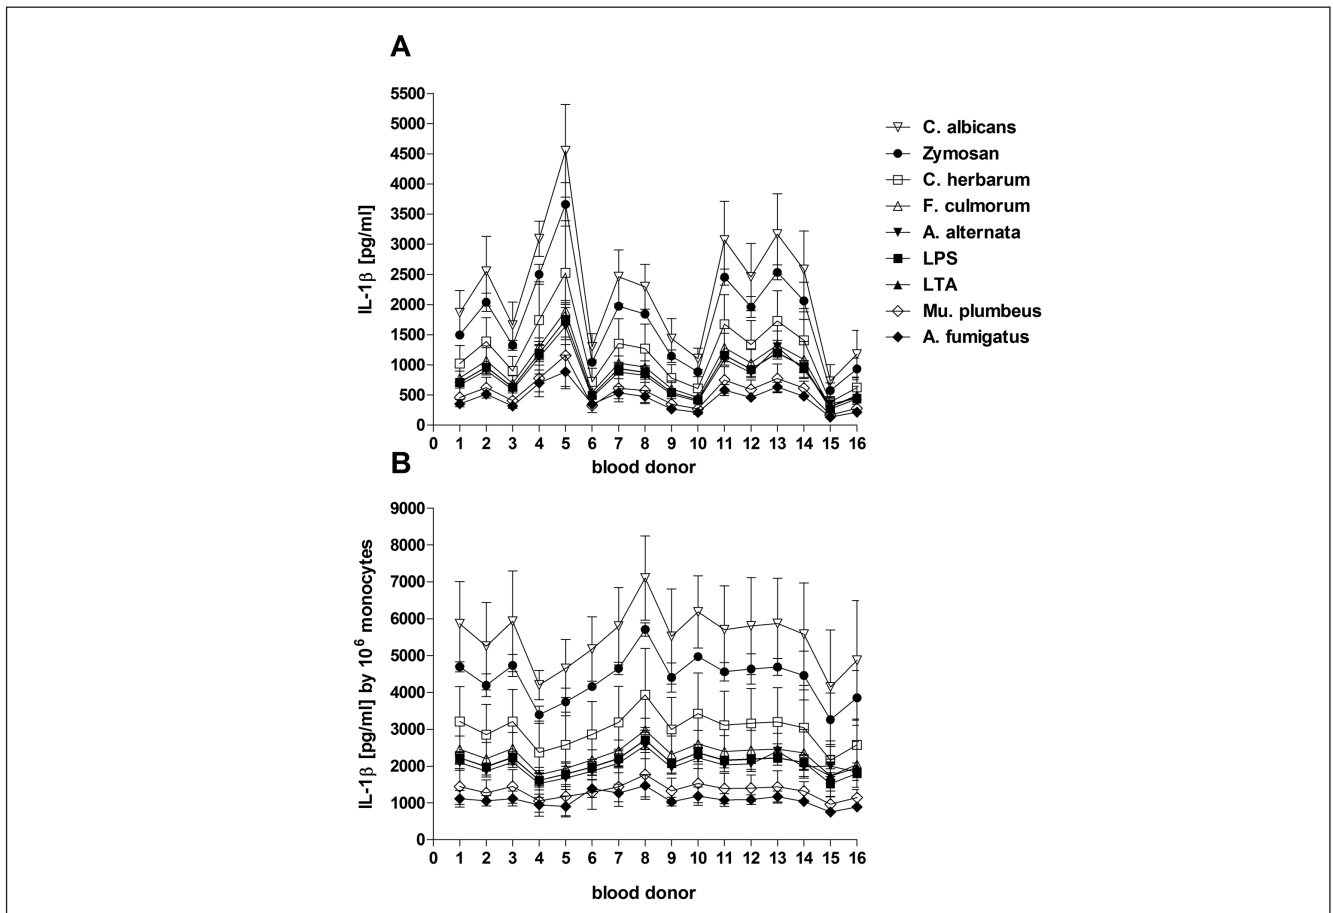 A
5500
5000
4500
4000
3500
3000
2500
2000
1500
1000
500
0
IL-1β [pg/ml]
0 1 2 3 4 5 6 7 8 9 10 11 12 13 14 15 16
blood donor
C. albicans
Zymosan
C. herbarum
F. culmorum
A. alternata
LPS
LTA
Mu. plumbeus
A. fumigatus
B
9000
8000
7000
6000
5000
4000
3000
2000
1000
0
IL-1β [pg/ml] by 10⁶ monocytes
0 1 2 3 4 5 6 7 8 9 10 11 12 13 14 15 16
blood donor